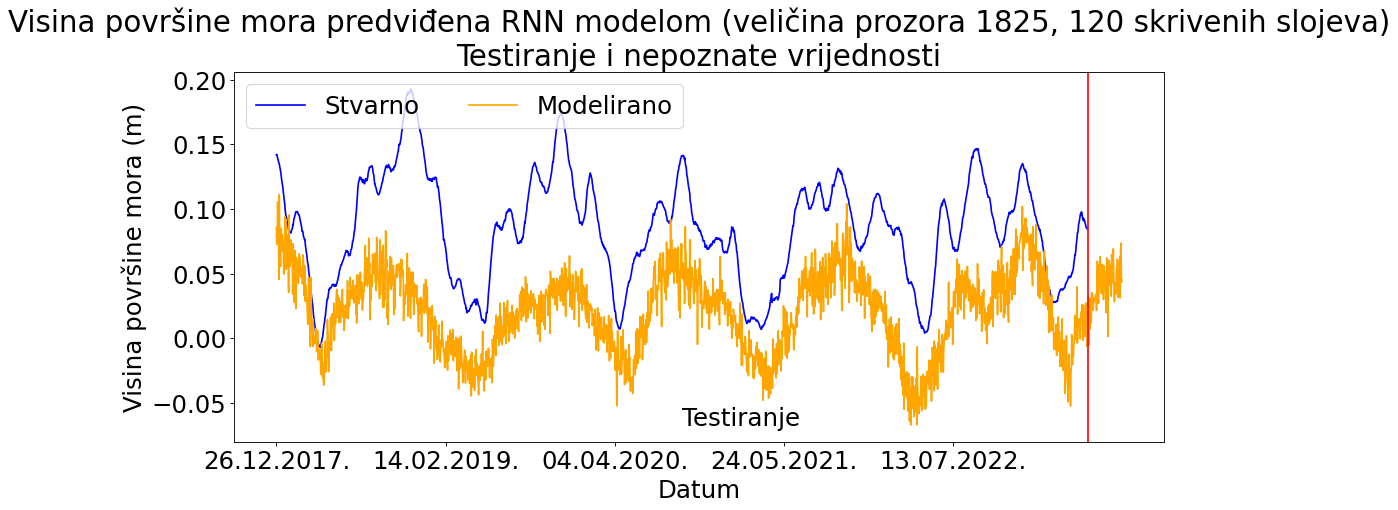 Visina površine mora predviđena RNN modelom (veličina prozora 1825, 120 skrivenih slojeva)
Testiranje i nepoznate vrijednosti
Stvarno
Modelirano
Visina površine mora (m)
0.20
0.15
0.10
0.05
0.00
−0.05
Testiranje
26.12.2017. 14.02.2019. 04.04.2020. 24.05.2021. 13.07.2022.
Datum